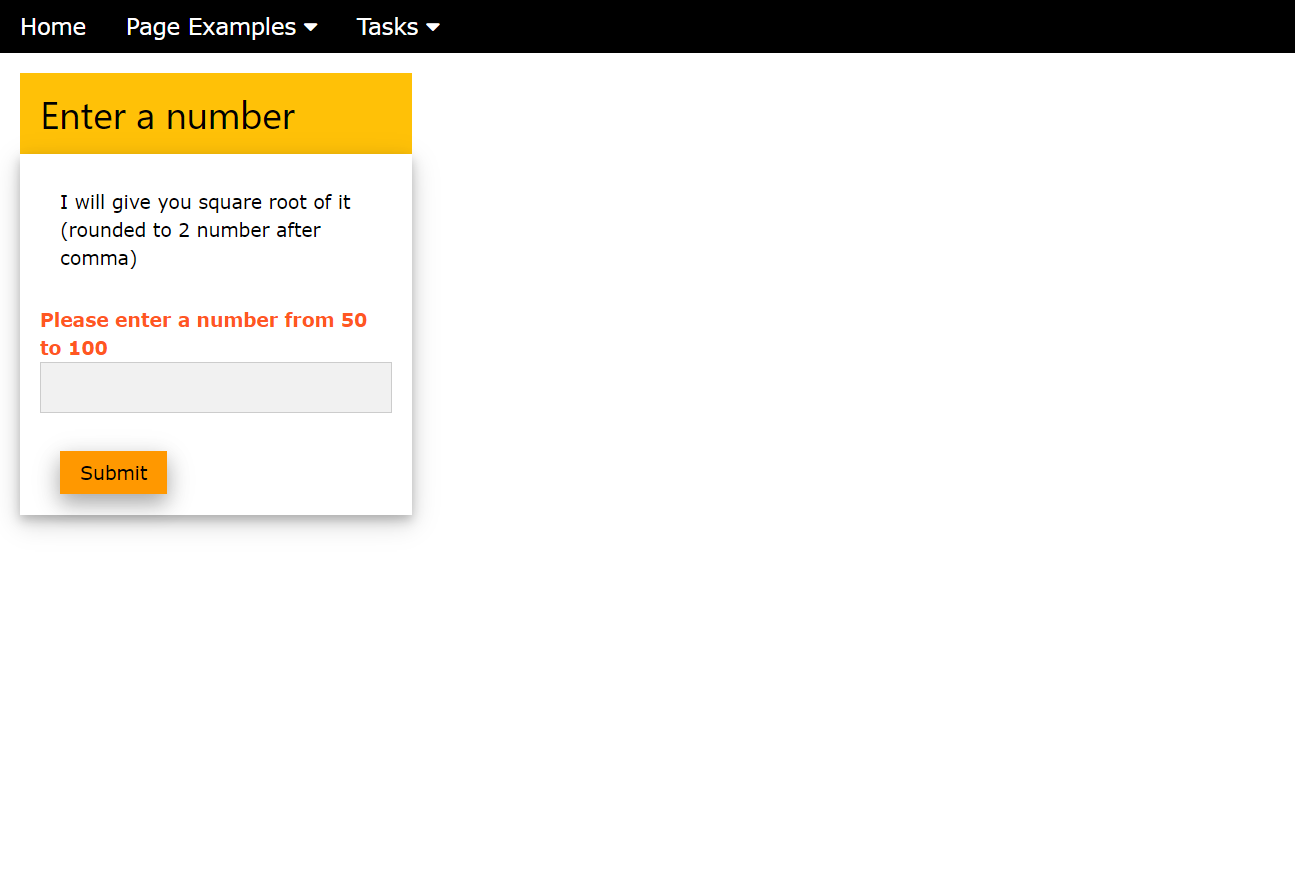 Home Page Examples Tasks
Enter a number
I will give you square root of it
(rounded to 2 number after
comma)
Please enter a number from 50
to 100
Submit